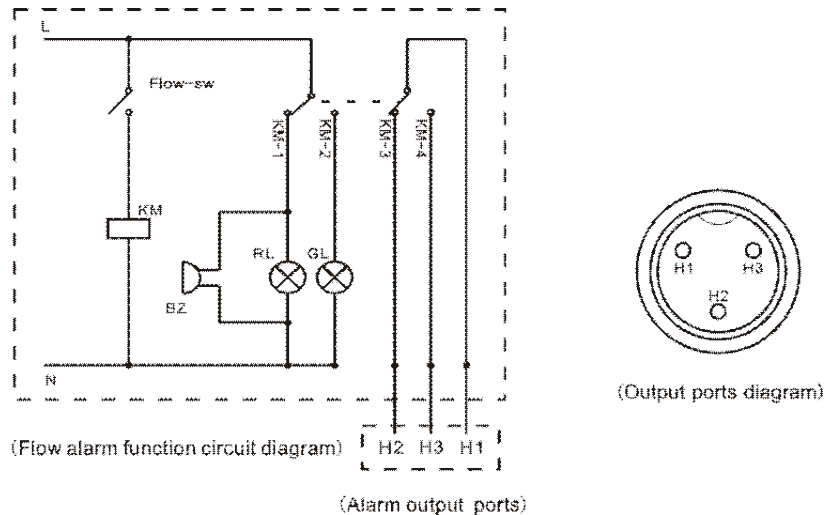 L
Flow-sw
KM-1
KM-2
KM-3
KM-4
KM
RL
GL
BZ
N
H1
H3
H2
(Output ports diagram)
(Flow alarm function circuit diagram)
H2 H3 H1
(Alarm output ports)